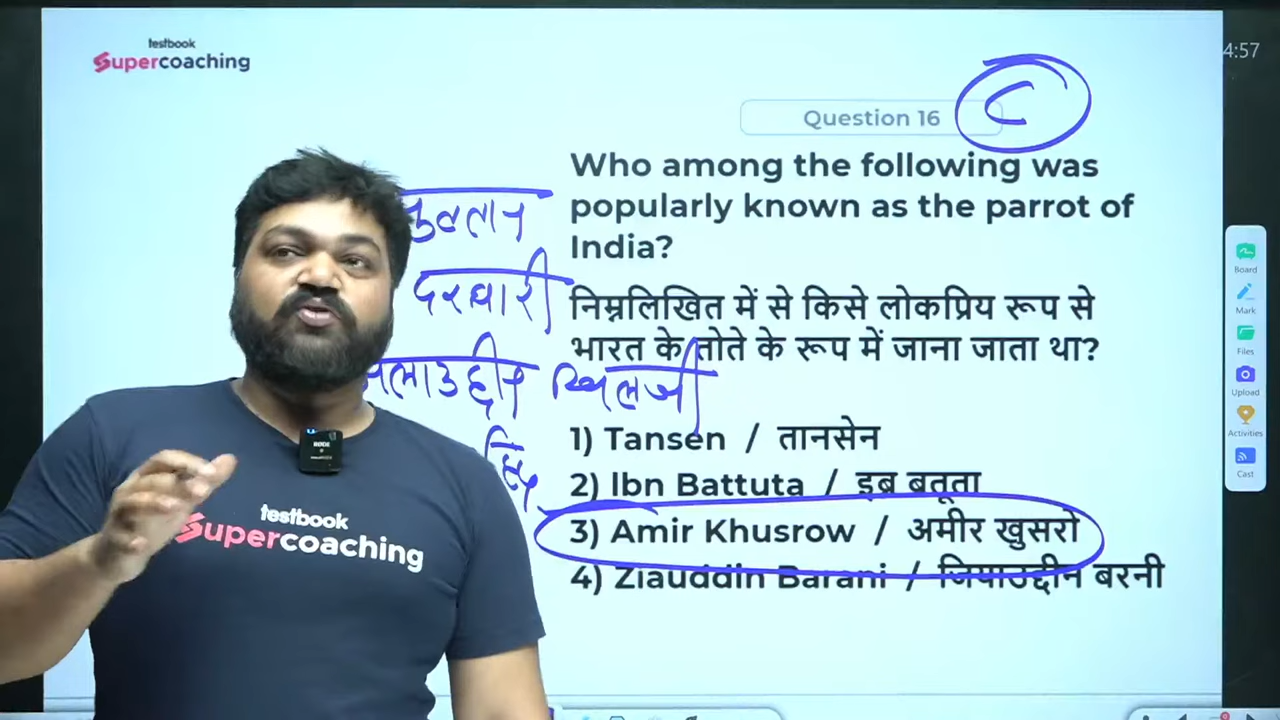 testbook
Supercoaching
4:57
Question 16
C
Who among the following was
popularly known as the parrot of
India?
निम्नलिखित में से किसे लोकप्रिय रूप से
भारत के तोते के रूप में जाना जाता था?
दरबारी
खिलजी
1) Tansen / तानसेन
2) Ibn Battuta / इब्न बतूता
3) Amir Khusrow / अमीर खुसरो
4) Ziauddin Barani / जियाउद्दीन बरनी
Board
Mark
Files
Upload
Activities
Cast
RODE
testbook
Supercoaching